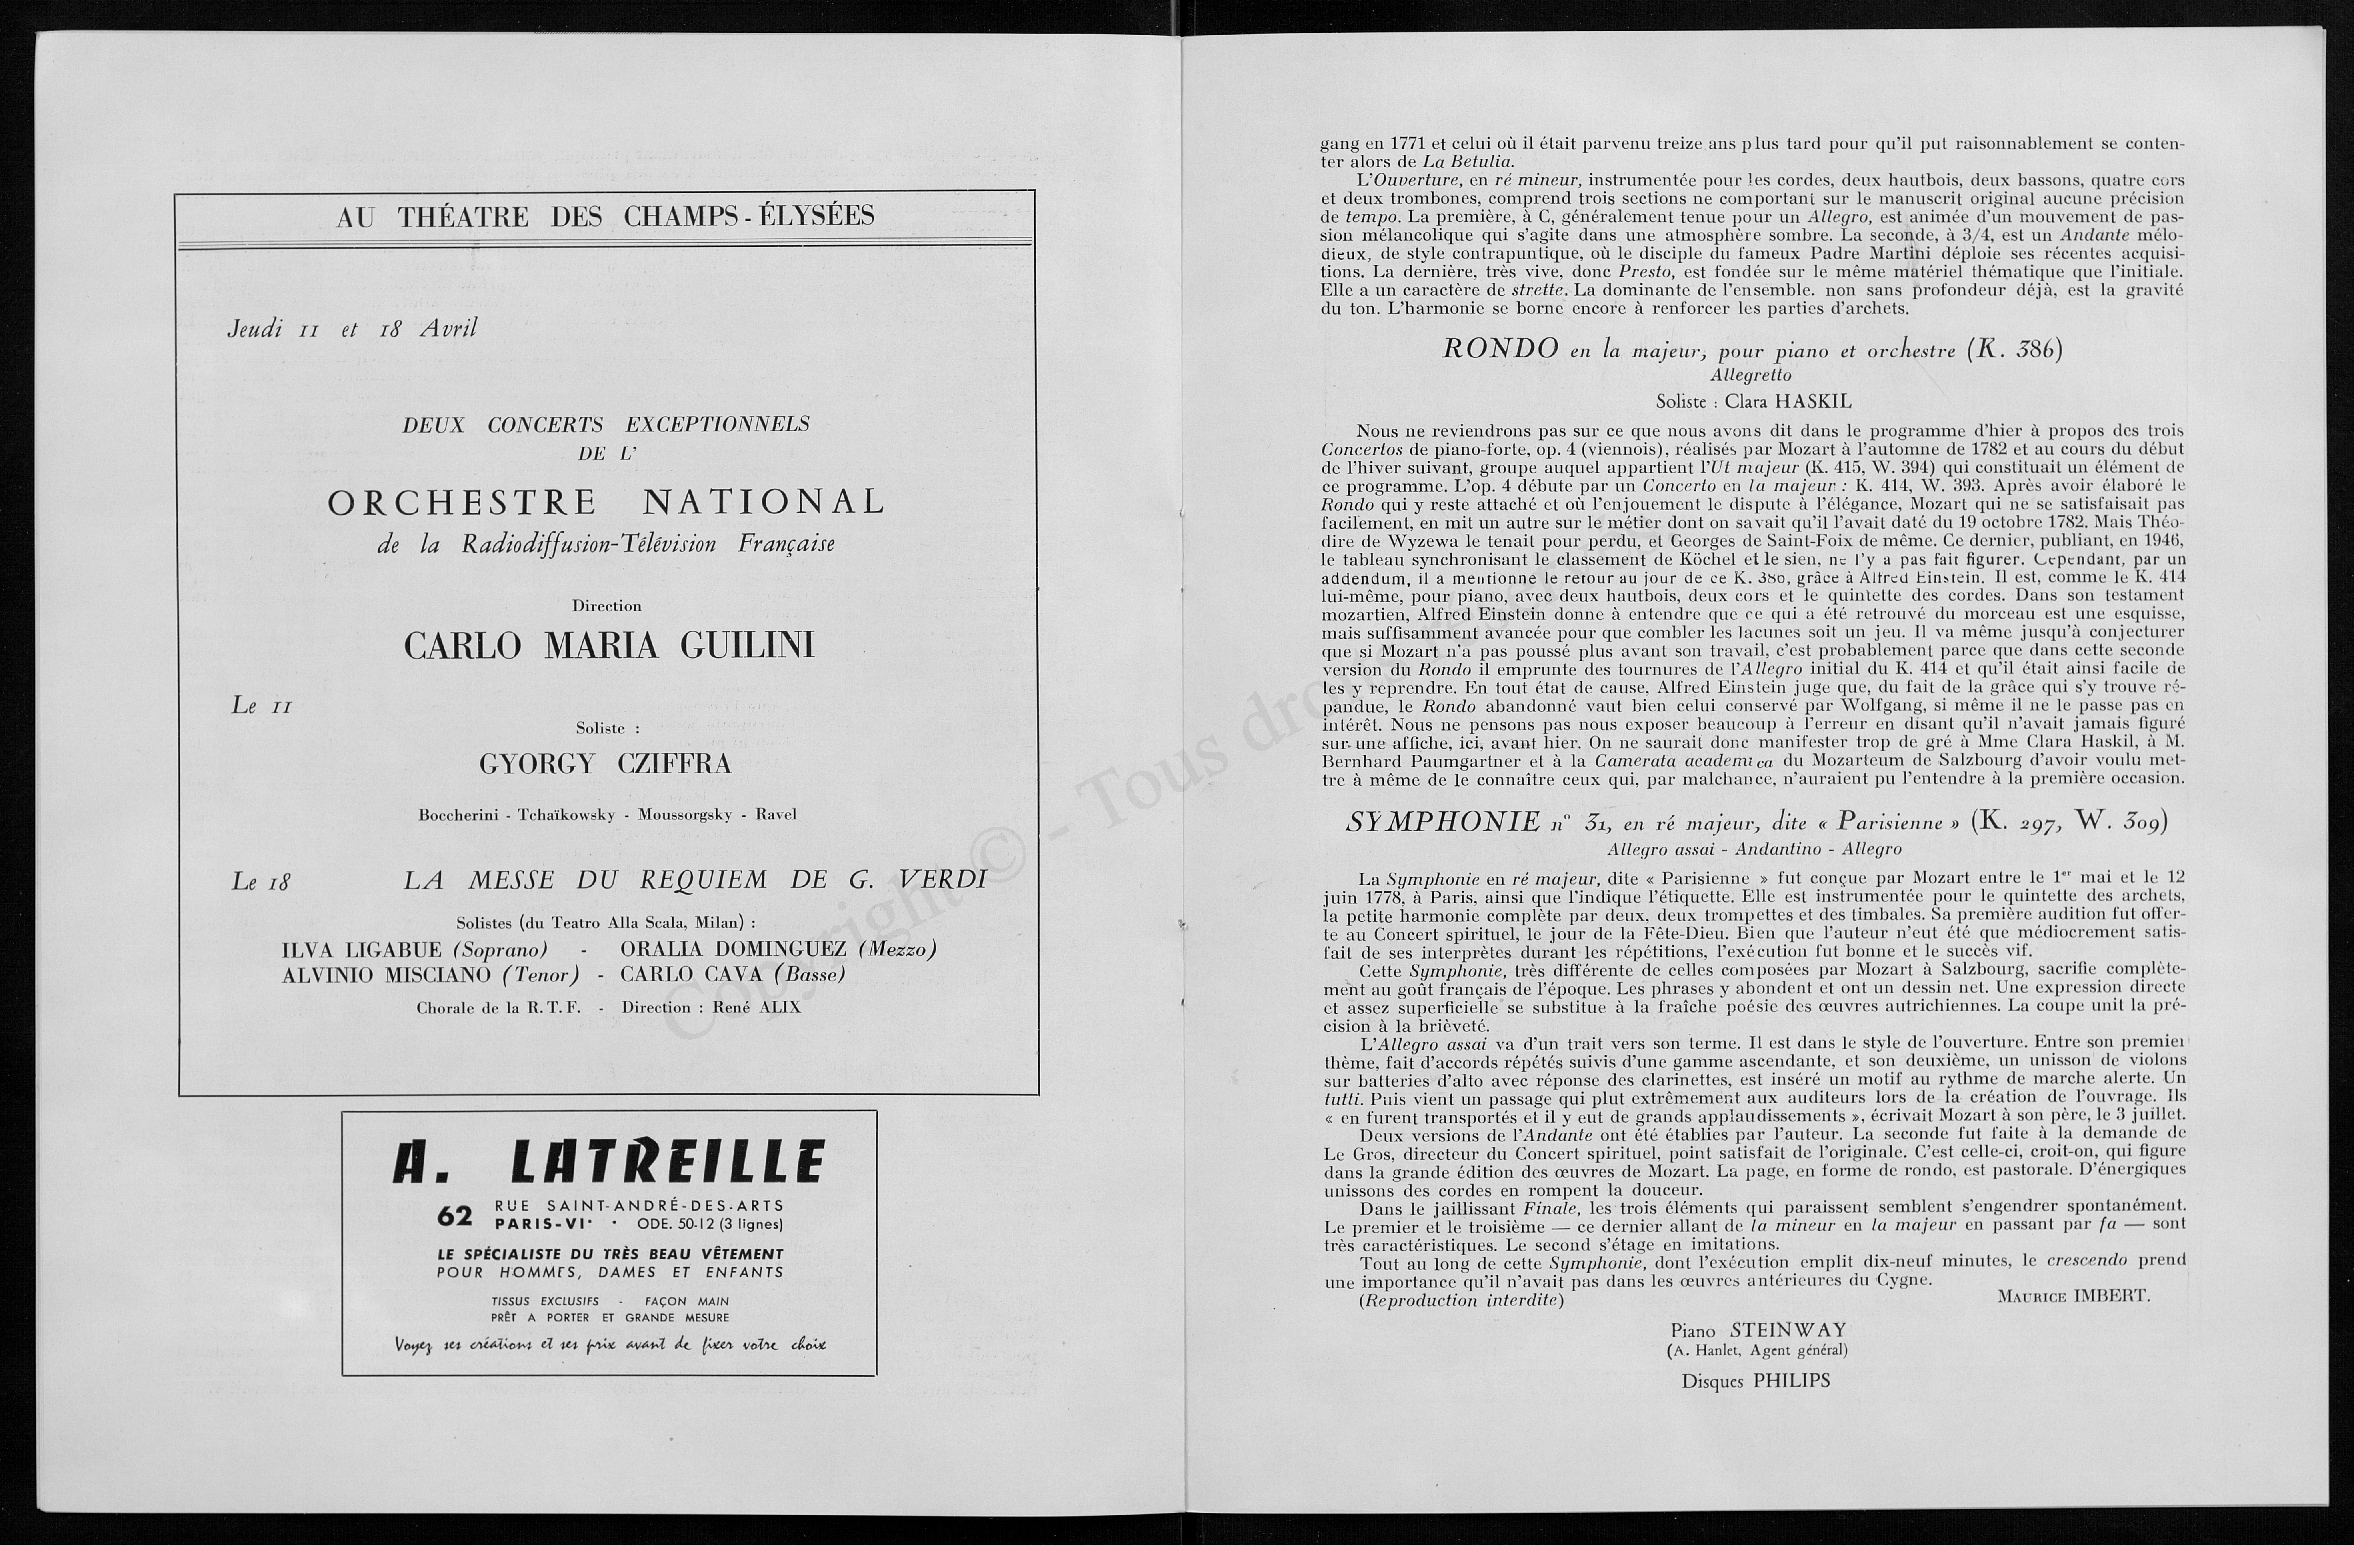 AU THÉATRE DES CHAMPS-ÉLYSÉES
Jeudi 11 et 18 Avril
DEUX CONCERTS EXCEPTIONNELS
DE L'
ORCHESTRE NATIONAL
de la Radiodiffusion-Télévision Française
Direction
CARLO MARIA GUILINI
Le 11
Soliste :
GYORGY CZIFFRA
Boccherini - Tchaïkowsky - Moussorgsky - Ravel
Le 18 LA MESSE DU REQUIEM DE G. VERDI
Solistes (du Teatro Alla Scala, Milan) :
ILVA LIGABUE (Soprano) - ORALIA DOMINGUEZ (Mezzo)
ALVINIO MISCIANO (Tenor) - CARLO CAVA (Basse)
Chorale de la R.T.F. - Direction : René ALIX
A. LATREILLE
62 RUE SAINT-ANDRÉ-DES-ARTS
PARIS-VIe • ODE. 50-12 (3 lignes)
LE SPÉCIALISTE DU TRÈS BEAU VÊTEMENT
POUR HOMMES, DAMES ET ENFANTS
TISSUS EXCLUSIFS - FAÇON MAIN
PRÊT A PORTER ET GRANDE MESURE
Voyez ses créations et ses prix avant de fixer votre choix
gang en 1771 et celui où il était parvenu treize ans plus tard pour qu'il put raisonnablement se conten-
ter alors de La Betulia.
L'Ouverture, en ré mineur, instrumentée pour les cordes, deux hautbois, deux bassons, quatre cors
et deux trombones, comprend trois sections ne comportant sur le manuscrit original aucune précision
de tempo. La première, à C, généralement tenue pour un Allegro, est animée d'un mouvement de pas-
sion mélancolique qui s'agite dans une atmosphère sombre. La seconde, à 3/4, est un Andante mélo-
dieux, de style contrapuntique, où le disciple du fameux Padre Martini déploie ses récentes acquisi-
tions. La dernière, très vive, donc Presto, est fondée sur le même matériel thématique que l'initiale.
Elle a un caractère de strette. La dominante de l'ensemble. non sans profondeur déjà, est la gravité
du ton. L'harmonie se borne encore à renforcer les parties d'archets.
RONDO en la majeur, pour piano et orchestre (K. 386)
Allegretto
Soliste : Clara HASKIL
Nous ne reviendrons pas sur ce que nous avons dit dans le programme d'hier à propos des trois
Concertos de piano-forte, op. 4 (viennois), réalisés par Mozart à l'automne de 1782 et au cours du début
de l'hiver suivant, groupe auquel appartient l'Ut majeur (K. 415, W. 394) qui constituait un élément de
ce programme. L'op. 4 débute par un Concerto en la majeur : K. 414, W. 393. Après avoir élaboré le
Rondo qui y reste attaché et où l'enjouement le dispute à l'élégance, Mozart qui ne se satisfaisait pas
facilement, en mit un autre sur le métier dont on savait qu'il l'avait daté du 19 octobre 1782. Mais Théo-
dire de Wyzewa le tenait pour perdu, et Georges de Saint-Foix de même. Ce dernier, publiant, en 1946,
le tableau synchronisant le classement de Köchel et le sien, ne l'y a pas fait figurer. Cependant, par un
addendum, il a mentionné le retour au jour de ce K. 386, grâce à Alfred Einstein. Il est, comme le K. 414
lui-même, pour piano, avec deux hautbois, deux cors et le quintette des cordes. Dans son testament
mozartien, Alfred Einstein donne à entendre que ce qui a été retrouvé du morceau est une esquisse,
mais suffisamment avancée pour que combler les lacunes soit un jeu. Il va même jusqu'à conjecturer
que si Mozart n'a pas poussé plus avant son travail, c'est probablement parce que dans cette seconde
version du Rondo il emprunte des tournures de l'Allegro initial du K. 414 et qu'il était ainsi facile de
les y reprendre. En tout état de cause, Alfred Einstein juge que, du fait de la grâce qui s'y trouve ré-
pandue, le Rondo abandonné vaut bien celui conservé par Wolfgang, si même il ne le passe pas en
intérêt. Nous ne pensons pas nous exposer beaucoup à l'erreur en disant qu'il n'avait jamais figuré
sur une affiche, ici, avant hier. On ne saurait donc manifester trop de gré à Mme Clara Haskil, à M.
Bernhard Paumgartner et à la Camerata academica du Mozarteum de Salzbourg d'avoir voulu met-
tre à même de le connaître ceux qui, par malchance, n'auraient pu l'entendre à la première occasion.
SYMPHONIE n° 31, en ré majeur, dite « Parisienne » (K. 297, W. 309)
Allegro assai - Andantino - Allegro
La Symphonie en ré majeur, dite « Parisienne » fut conçue par Mozart entre le 1er mai et le 12
juin 1778, à Paris, ainsi que l'indique l'étiquette. Elle est instrumentée pour le quintette des archets,
la petite harmonie complète par deux, deux trompettes et des timbales. Sa première audition fut offer-
te au Concert spirituel, le jour de la Fête-Dieu. Bien que l'auteur n'eut été que médiocrement satis-
fait de ses interprètes durant les répétitions, l'exécution fut bonne et le succès vif.
Cette Symphonie, très différente de celles composées par Mozart à Salzbourg, sacrifie complète-
ment au goût français de l'époque. Les phrases y abondent et ont un dessin net. Une expression directe
et assez superficielle se substitue à la fraîche poésie des œuvres autrichiennes. La coupe unit la pré-
cision à la brièveté.
L'Allegro assai va d'un trait vers son terme. Il est dans le style de l'ouverture. Entre son premier
thème, fait d'accords répétés suivis d'une gamme ascendante, et son deuxième, un unisson de violons
sur batteries d'alto avec réponse des clarinettes, est inséré un motif au rythme de marche alerte. Un
tutti. Puis vient un passage qui plut extrêmement aux auditeurs lors de la création de l'ouvrage. Ils
« en furent transportés et il y eut de grands applaudissements », écrivait Mozart à son père, le 3 juillet.
Deux versions de l'Andante ont été établies par l'auteur. La seconde fut faite à la demande de
Le Gros, directeur du Concert spirituel, point satisfait de l'originale. C'est celle-ci, croit-on, qui figure
dans la grande édition des œuvres de Mozart. La page, en forme de rondo, est pastorale. D'énergiques
unissons des cordes en rompent la douceur.
Dans le jaillissant Finale, les trois éléments qui paraissent semblent s'engendrer spontanément.
Le premier et le troisième — ce dernier allant de la mineur en la majeur en passant par fa — sont
très caractéristiques. Le second s'étage en imitations.
Tout au long de cette Symphonie, dont l'exécution emplit dix-neuf minutes, le crescendo prend
une importance qu'il n'avait pas dans les œuvres antérieures du Cygne.
(Reproduction interdite) MAURICE IMBERT.
Piano STEINWAY
(A. Hanlet, Agent général)
Disques PHILIPS
Copyright © - Tous dro